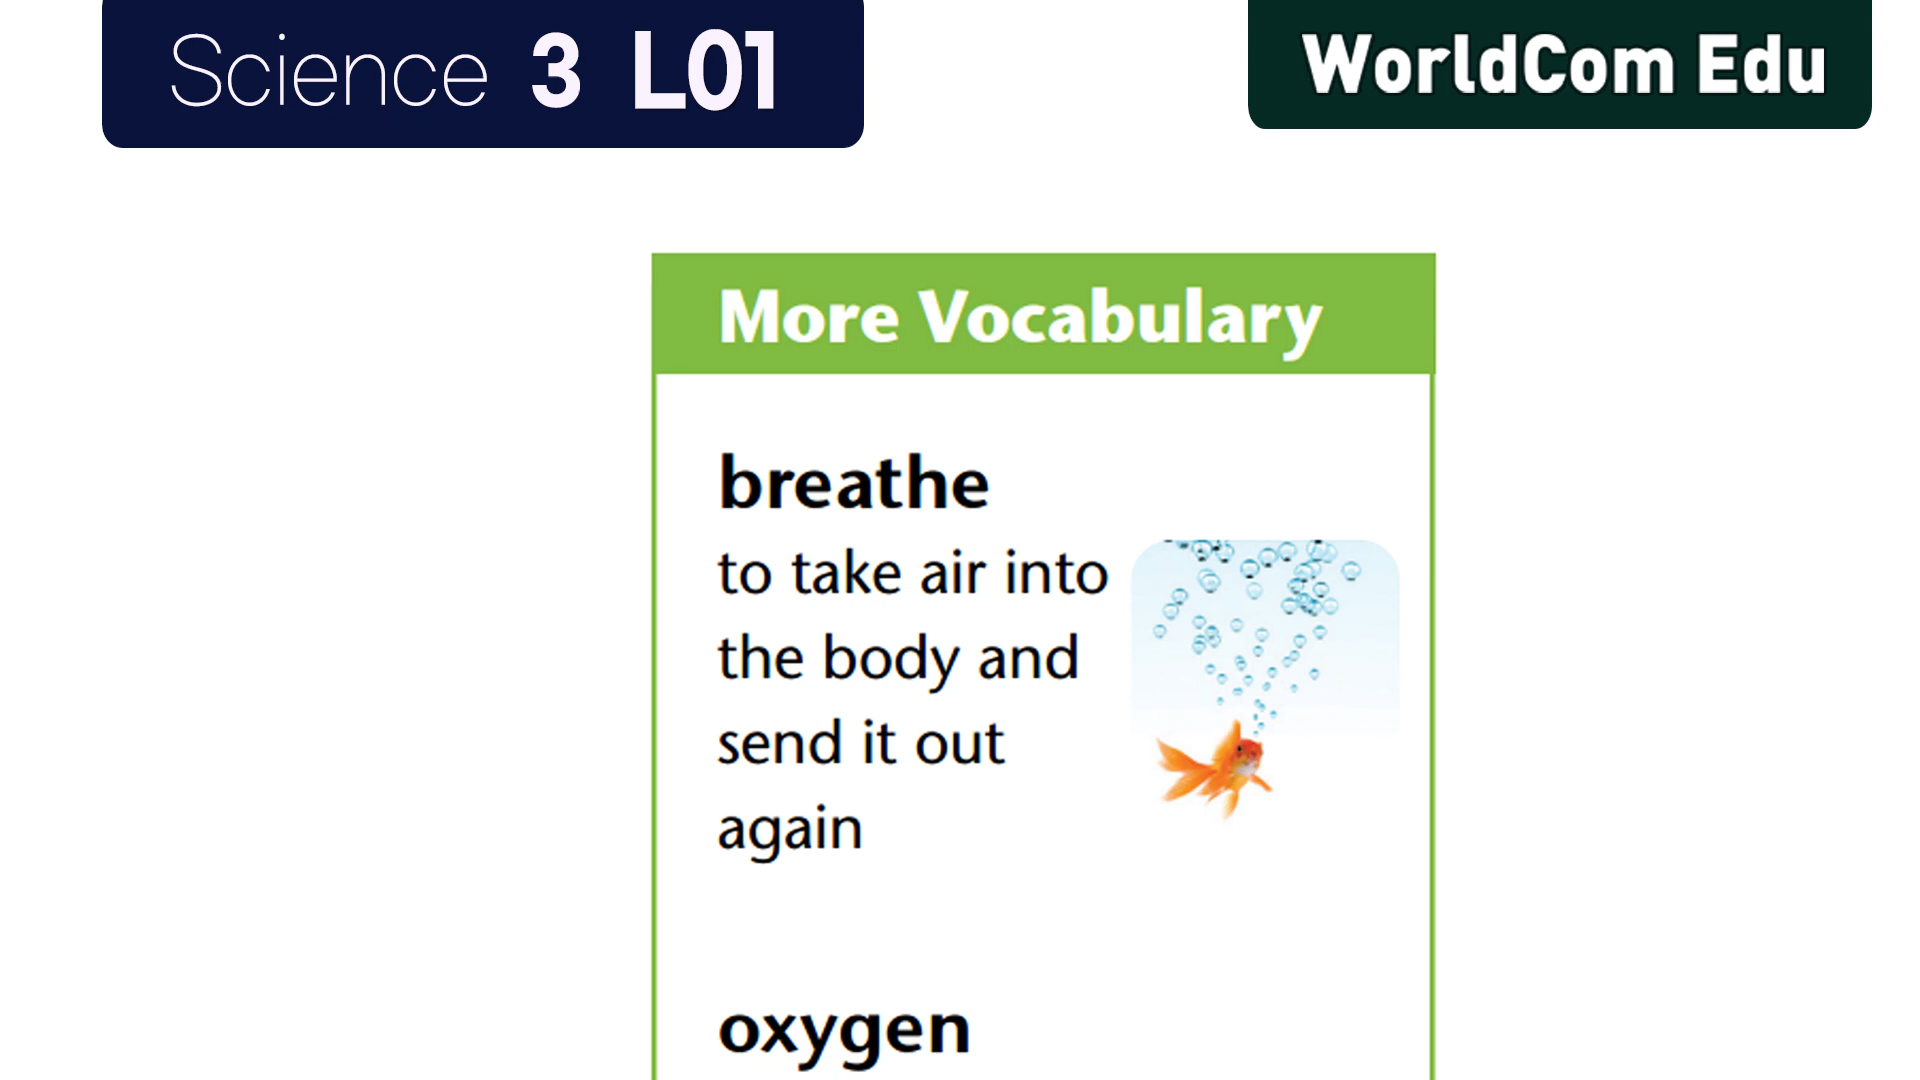 Science 3 L01
WorldCom Edu
More Vocabulary
breathe
to take air into
the body and
send it out
again
oxygen